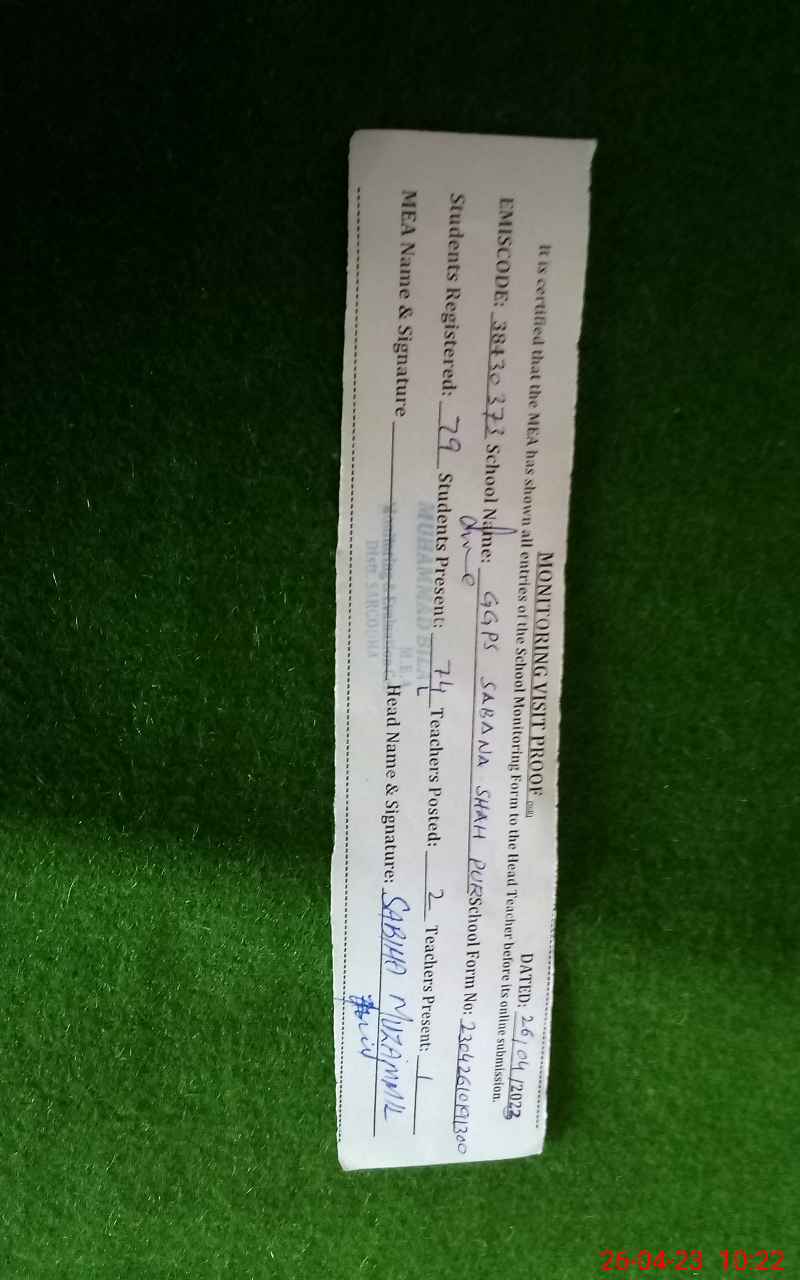 MONITORING VISIT PROOF
DATED: 26/04/2023
It is certified that the MEA has shown all entries of the School Monitoring Form to the Head Teacher before its online submission.
EMISCODE: 38430373 School Name: GGPS SABANA SHAH PUR School Form No:
Students Registered: 79 Students Present: 74 Teachers Posted: 2 Teachers Present: 1
MUHAMMAD BILAL
M.E.A
MEA Name & Signature Head Name & Signature: SABIHA MUZAMMIL
Distt: SARGODHA
26-04-23 10:22